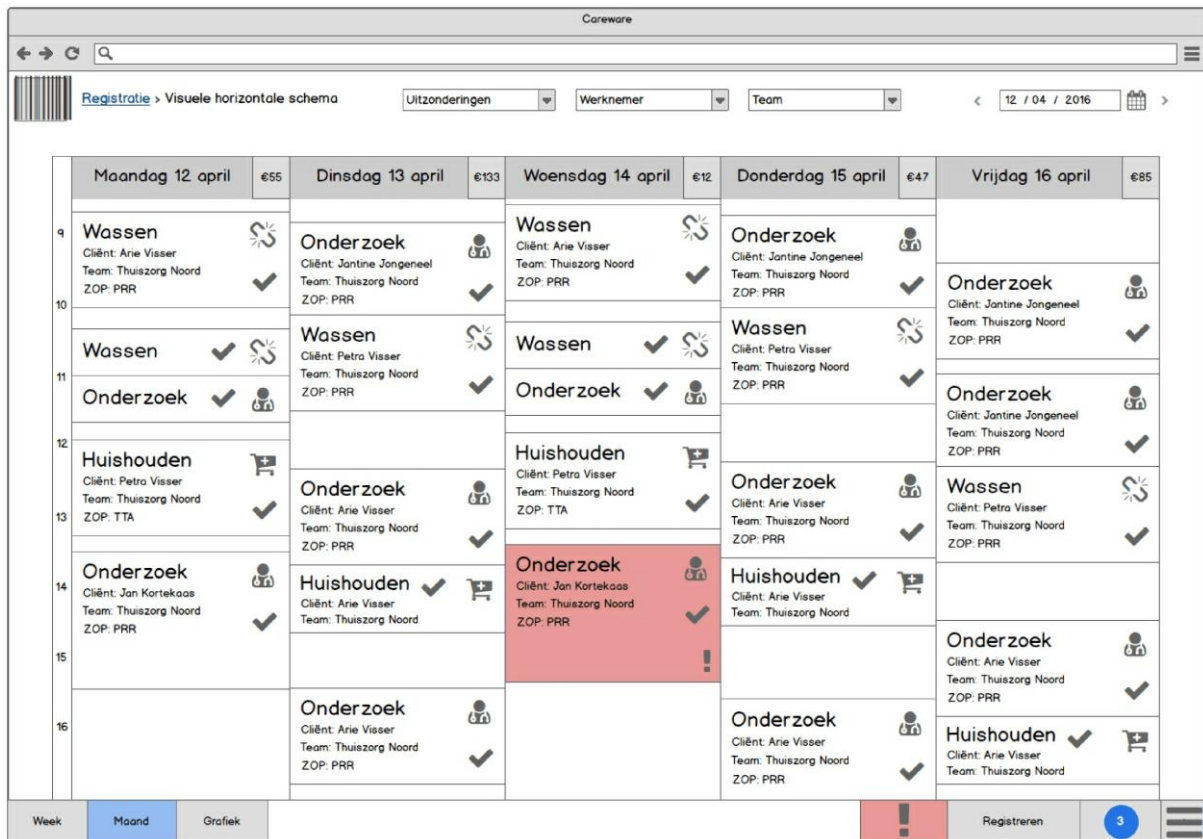 Careware
Registratie > Visuele horizontale schema
Uitzonderingen
Werknemer
Team
< 12 / 04 / 2016 >
Maandag 12 april €55
Dinsdag 13 april €133
Woensdag 14 april €12
Donderdag 15 april €47
Vrijdag 16 april €85
9
10
11
12
13
14
15
16
Wassen
Cliënt: Arie Visser
Team: Thuiszorg Noord
ZOP: PRR
Wassen
Onderzoek
Huishouden
Cliënt: Petra Visser
Team: Thuiszorg Noord
ZOP: TTA
Onderzoek
Cliënt: Jan Kortekaas
Team: Thuiszorg Noord
ZOP: PRR
Onderzoek
Cliënt: Jantine Jongeneel
Team: Thuiszorg Noord
ZOP: PRR
Wassen
Cliënt: Petra Visser
Team: Thuiszorg Noord
ZOP: PRR
Onderzoek
Cliënt: Arie Visser
Team: Thuiszorg Noord
ZOP: PRR
Huishouden
Cliënt: Arie Visser
Team: Thuiszorg Noord
Onderzoek
Cliënt: Arie Visser
Team: Thuiszorg Noord
ZOP: PRR
Wassen
Cliënt: Arie Visser
Team: Thuiszorg Noord
ZOP: PRR
Wassen
Onderzoek
Huishouden
Cliënt: Petra Visser
Team: Thuiszorg Noord
ZOP: TTA
Onderzoek
Cliënt: Jan Kortekaas
Team: Thuiszorg Noord
ZOP: PRR
!
Onderzoek
Cliënt: Jantine Jongeneel
Team: Thuiszorg Noord
ZOP: PRR
Wassen
Cliënt: Petra Visser
Team: Thuiszorg Noord
ZOP: PRR
Onderzoek
Cliënt: Arie Visser
Team: Thuiszorg Noord
ZOP: PRR
Huishouden
Cliënt: Arie Visser
Team: Thuiszorg Noord
Onderzoek
Cliënt: Arie Visser
Team: Thuiszorg Noord
ZOP: PRR
Onderzoek
Cliënt: Jantine Jongeneel
Team: Thuiszorg Noord
ZOP: PRR
Onderzoek
Cliënt: Jantine Jongeneel
Team: Thuiszorg Noord
ZOP: PRR
Wassen
Cliënt: Petra Visser
Team: Thuiszorg Noord
ZOP: PRR
Onderzoek
Cliënt: Arie Visser
Team: Thuiszorg Noord
ZOP: PRR
Huishouden
Cliënt: Arie Visser
Team: Thuiszorg Noord
Week
Maand
Grafiek
!
Registreren
3